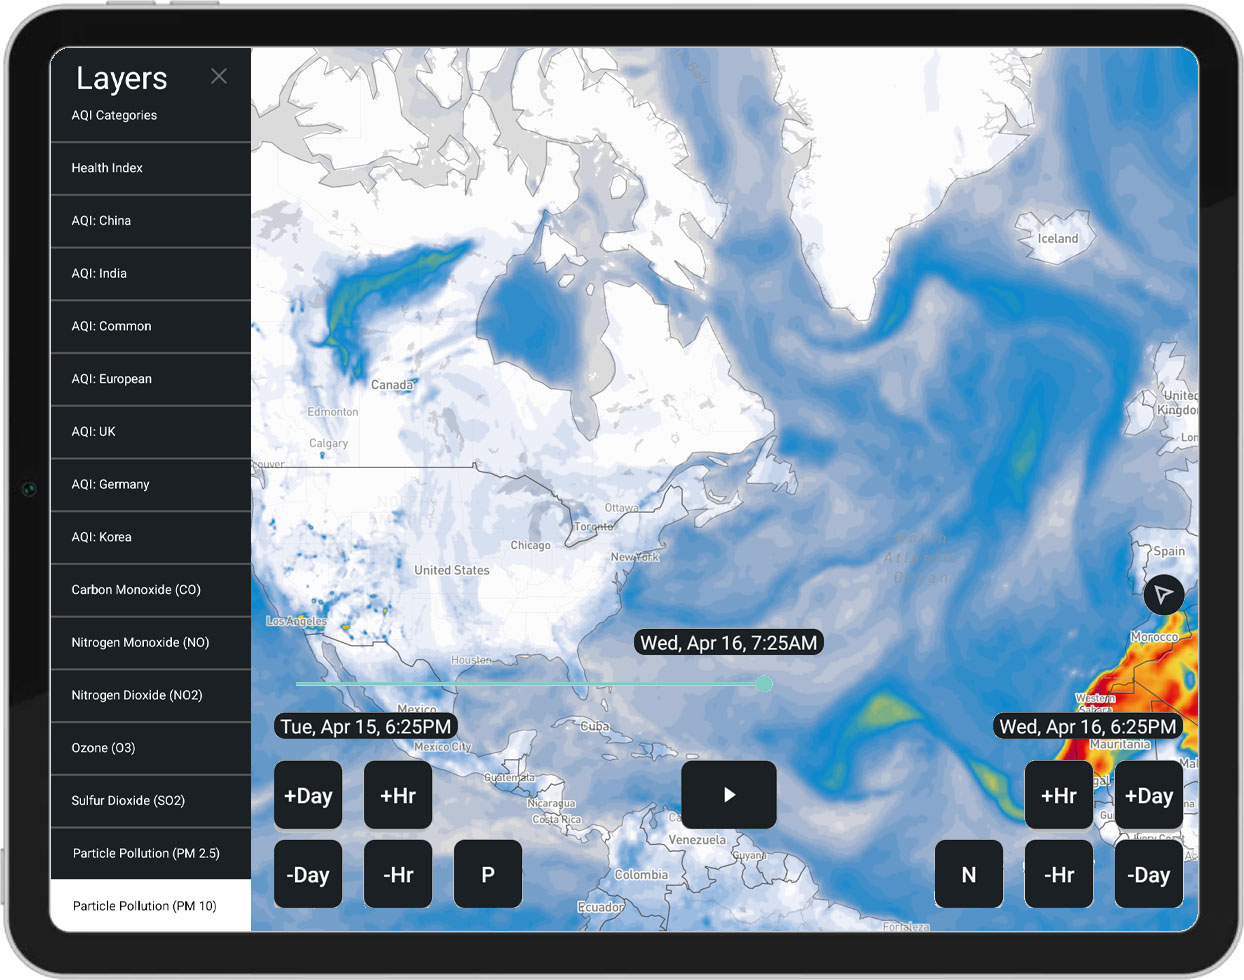 Layers
AQI Categories
Health Index
AQI: China
AQI: India
AQI: Common
AQI: European
AQI: UK
AQI: Germany
AQI: Korea
Carbon Monoxide (CO)
Nitrogen Monoxide (NO)
Nitrogen Dioxide (NO2)
Ozone (O3)
Sulfur Dioxide (SO2)
Particle Pollution (PM 2.5)
Particle Pollution (PM 10)
Bay
Iceland
Canada
Edmonton
Calgary
couver
United
Kingdo
Lon
Ottawa
Toronto
Chicago
New York
United States
North
Atlantic
Ocean
Spain
Los Angeles
Morocco
Wed, Apr 16, 7:25AM
Houston
Western
Mexico
Cuba
Tue, Apr 15, 6:25PM
Wed, Apr 16, 6:25PM
Mexico City
Mauritania
Mal
Guatemala
Nicaragua
Costa Rica
Venezuela
Guyana
Colombia
Ecuador
Fortaleza
+Day
+Hr
+Hr
+Day
-Day
-Hr
P
N
-Hr
-Day